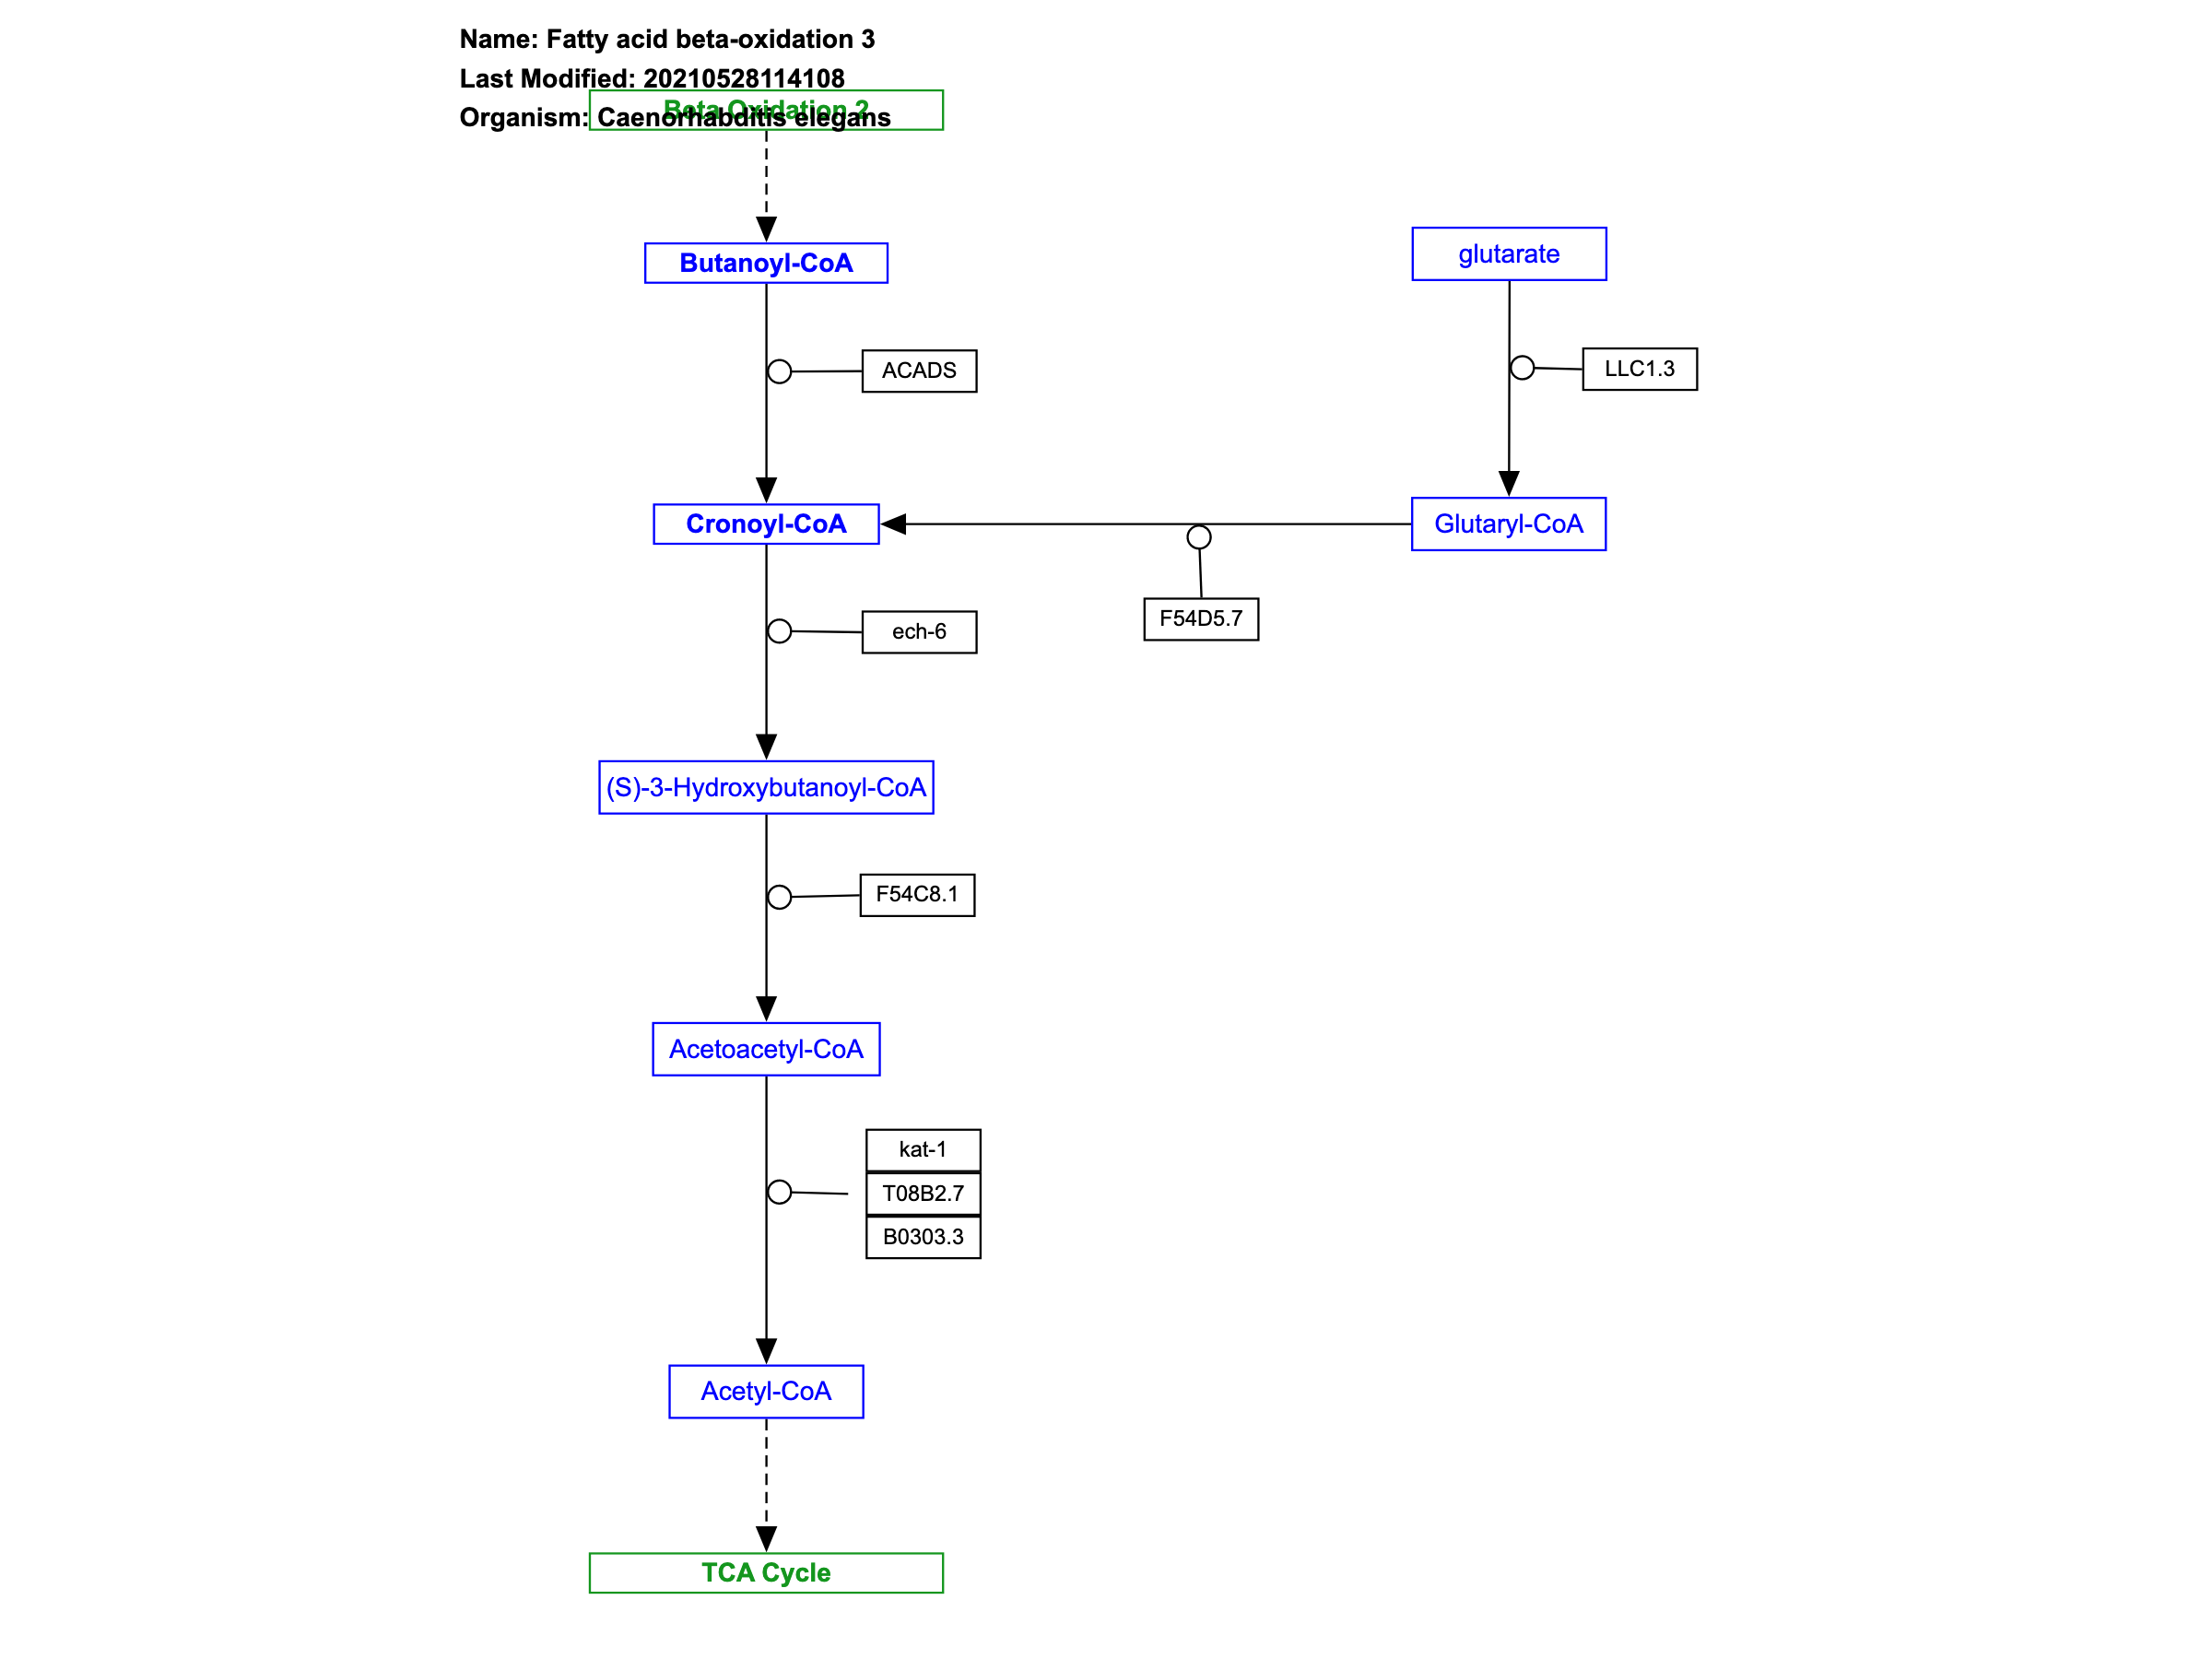 Name: Fatty acid beta-oxidation 3
Last Modified: 20210528114108
Organism: Caenorhabditis elegans
Beta Oxidation 2
Butanoyl-CoA
glutarate
ACADS
LLC1.3
Cronoyl-CoA
Glutaryl-CoA
ech-6
F54D5.7
(S)-3-Hydroxybutanoyl-CoA
F54C8.1
Acetoacetyl-CoA
kat-1
T08B2.7
B0303.3
Acetyl-CoA
TCA Cycle